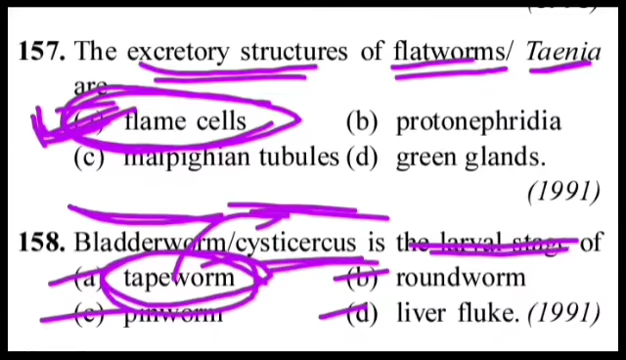 157. The excretory structures of flatworms/ Taenia
are
(a) flame cells (b) protonephridia
(c) malpighian tubules (d) green glands.
(1991)
158. Bladderworm/cysticercus is the larval stage of
(a) tapeworm (b) roundworm
(c) pinworm (d) liver fluke. (1991)